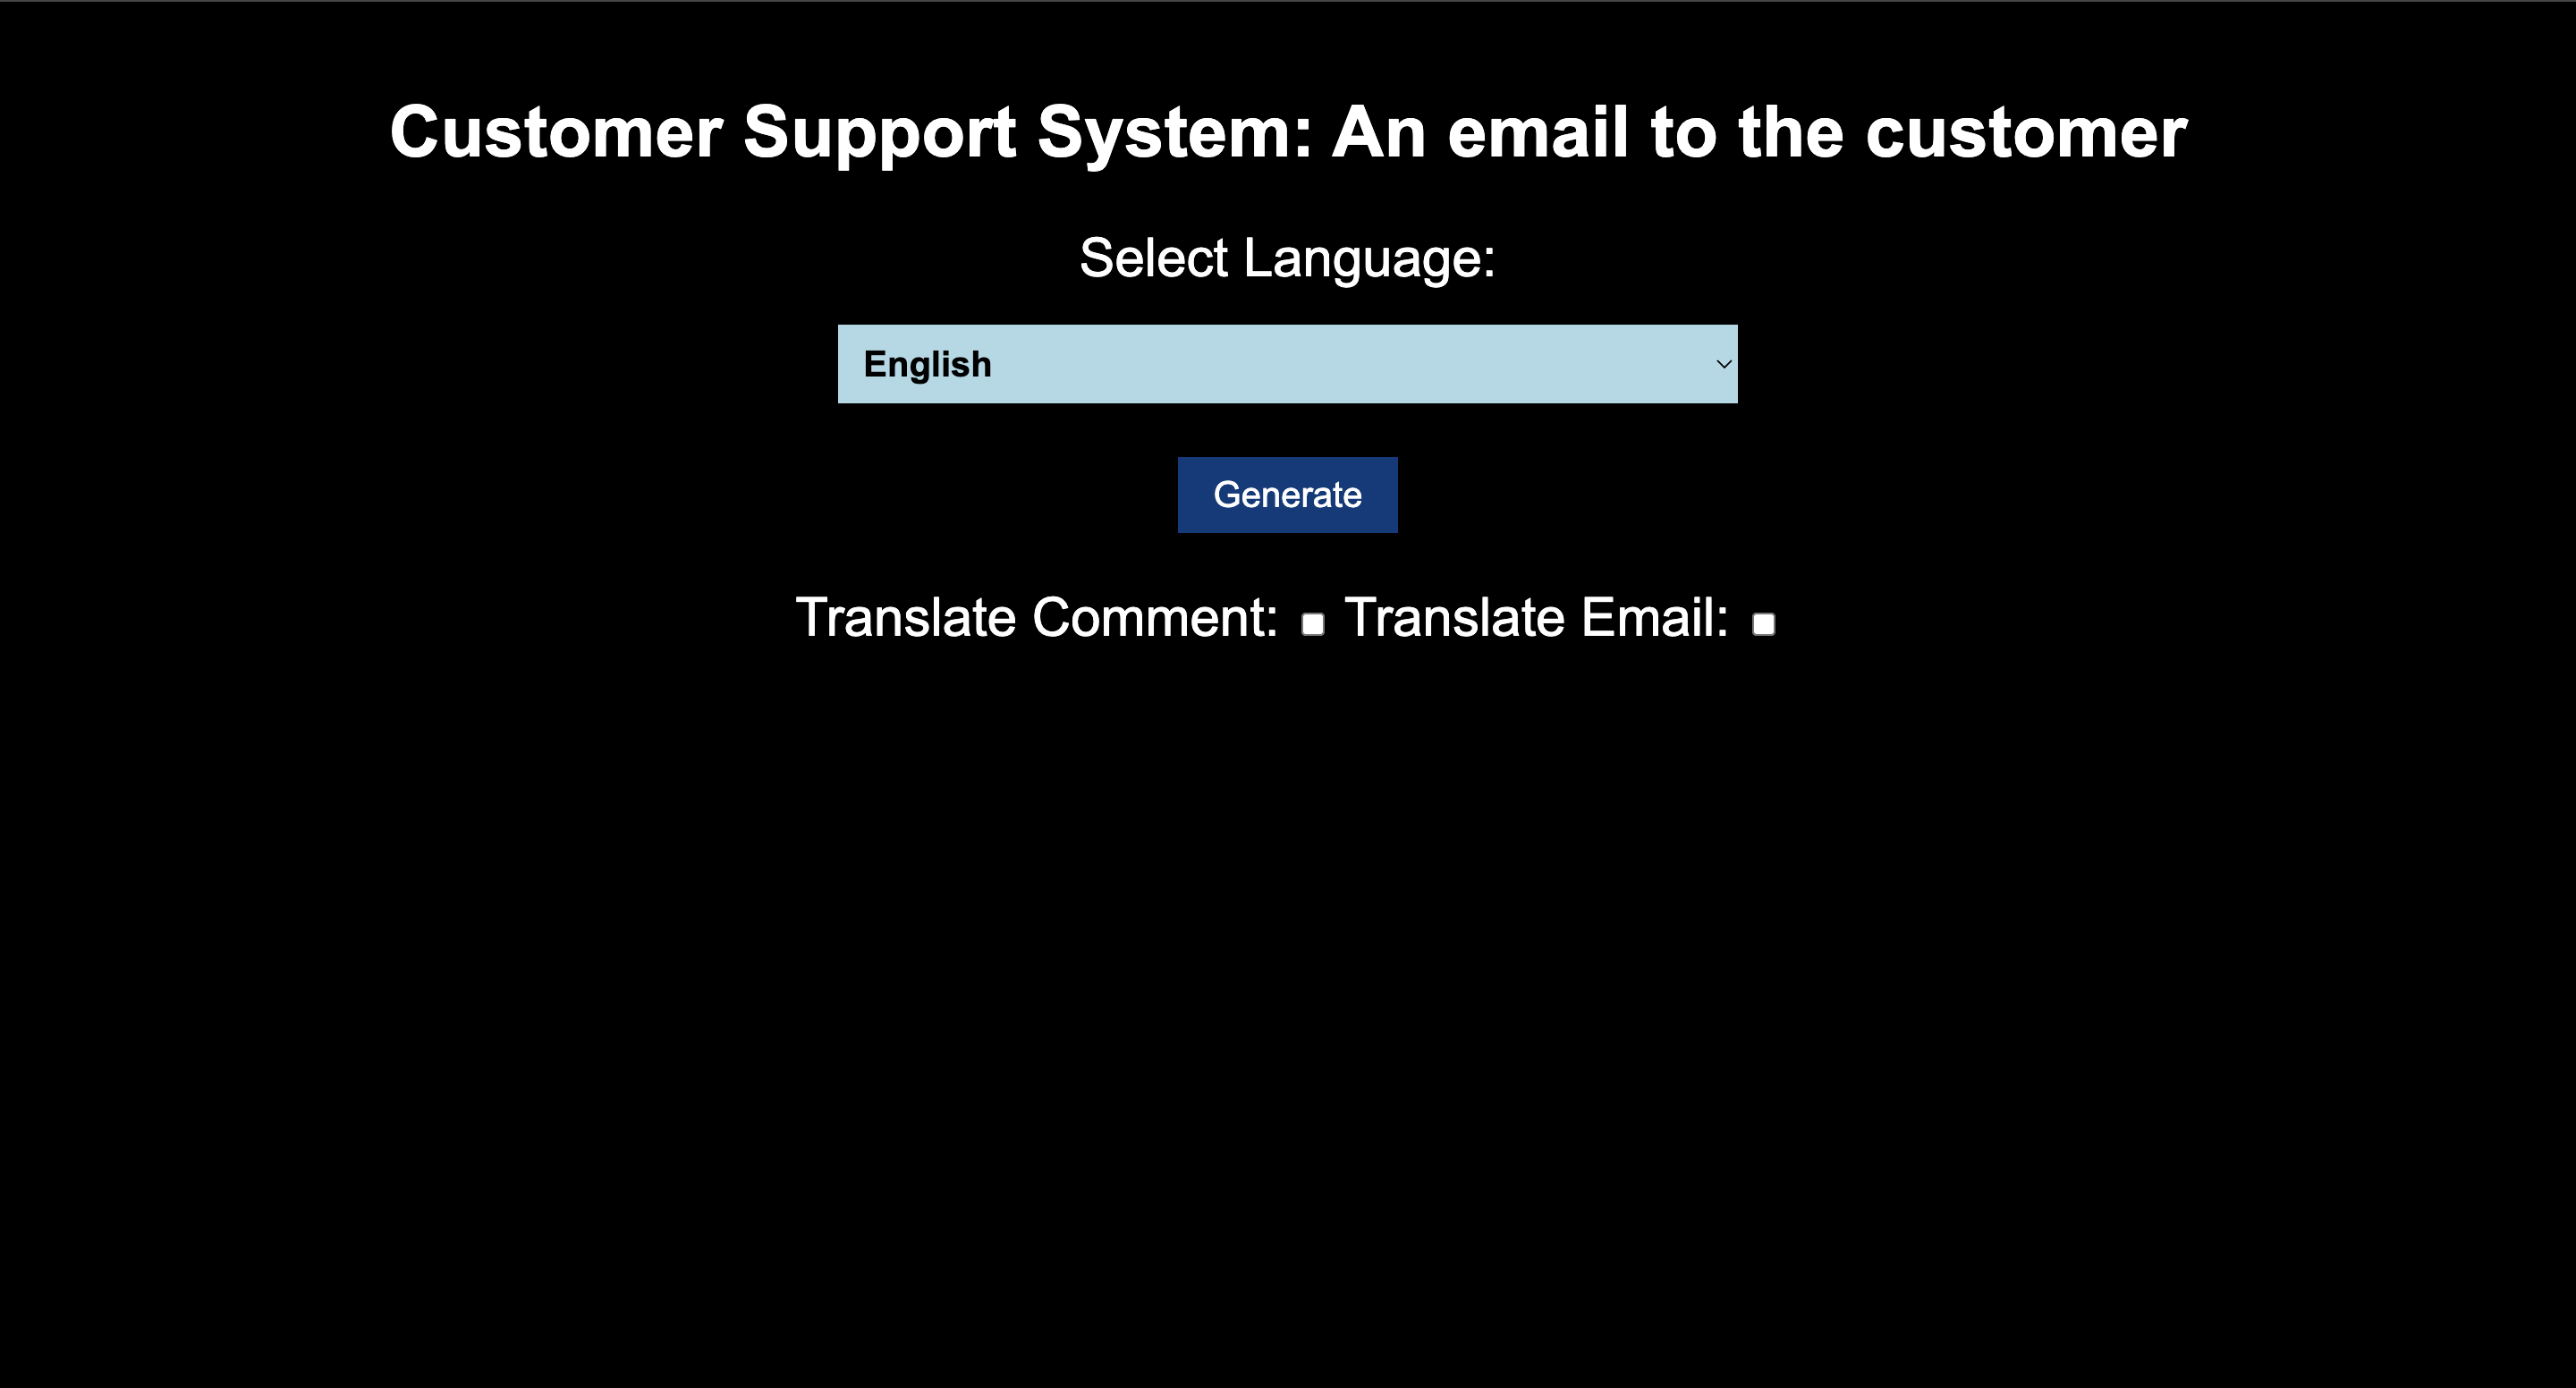 Customer Support System: An email to the customer
Select Language:
English
Generate
Translate Comment: Translate Email: